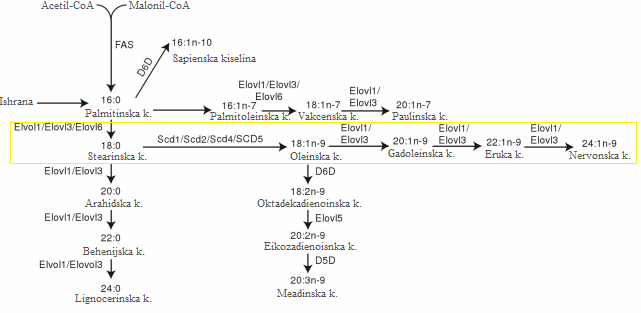 Acetil-CoA Malonil-CoA
FAS
D6D
16:1n-10
Sapienska kiselina
Ishrana
16:0
Palmitinska k.
16:1n-7
Palmitoleinska k.
Elovl1/Elovl3/
Elovl6
18:1n-7
Vakcenska k.
Elovl1/
Elovl3
20:1n-7
Paulinska k.
Elvol1/Elovl3/Elovl6
18:0
Stearinska k.
Scd1/Scd2/Scd4/SCD5
18:1n-9
Oleinska k.
Elovl1/
Elovl3
20:1n-9
Gadoleinska k.
Elovl1/
Elovl3
22:1n-9
Eruka k.
Elovl1/
Elovl3
24:1n-9
Nervonska k.
Elovl1/Elovl3
20:0
Arahidska k.
Elovl1/Elovl3
22:0
Behenijska k.
Elvol1/Elovol3
24:0
Lignocerinska k.
D6D
18:2n-9
Oktadekadienoinska k.
Elovl5
20:2n-9
Eikozadienoisnka k.
D5D
20:3n-9
Meadinska k.